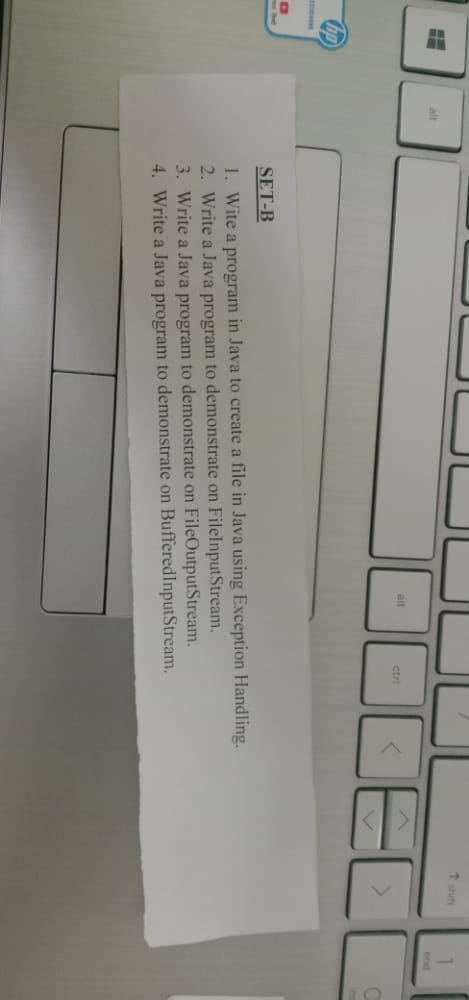 SET-B
1. Wite a program in Java to create a file in Java using Exception Handling.
2. Write a Java program to demonstrate on FileInputStream.
3. Write a Java program to demonstrate on FileOutputStream.
4. Write a Java program to demonstrate on BufferedInputStream.
hp
alt
alt
ctrl
↑ shift
1
end